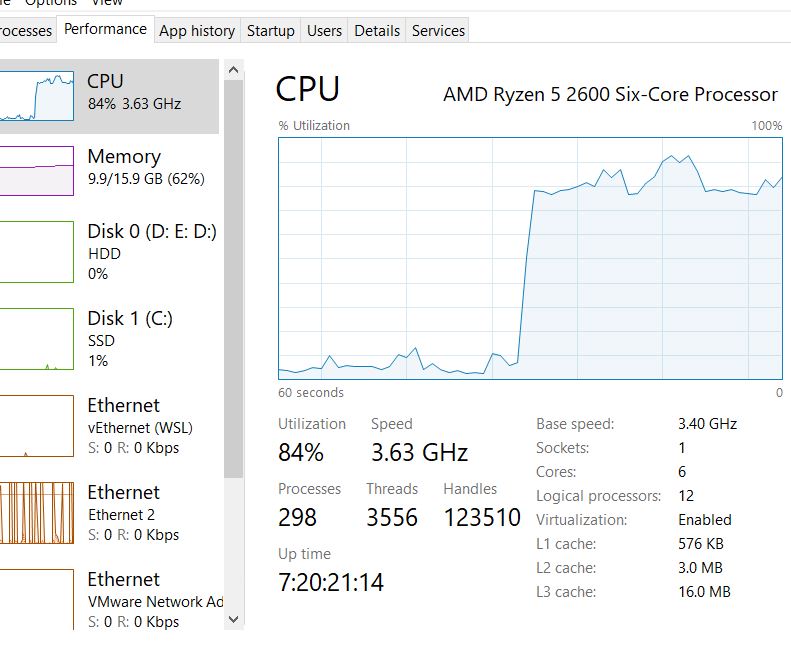 Options View
rocesses Performance App history Startup Users Details Services
CPU
84% 3.63 GHz
Memory
9.9/15.9 GB (62%)
Disk 0 (D: E: D:)
HDD
0%
Disk 1 (C:)
SSD
1%
Ethernet
vEthernet (WSL)
S: 0 R: 0 Kbps
Ethernet
Ethernet 2
S: 0 R: 0 Kbps
Ethernet
VMware Network Ad
S: 0 R: 0 Kbps
CPU AMD Ryzen 5 2600 Six-Core Processor
% Utilization 100%
60 seconds 0
Utilization Speed
84% 3.63 GHz
Processes Threads Handles
298 3556 123510
Up time
7:20:21:14
Base speed: 3.40 GHz
Sockets: 1
Cores: 6
Logical processors: 12
Virtualization: Enabled
L1 cache: 576 KB
L2 cache: 3.0 MB
L3 cache: 16.0 MB